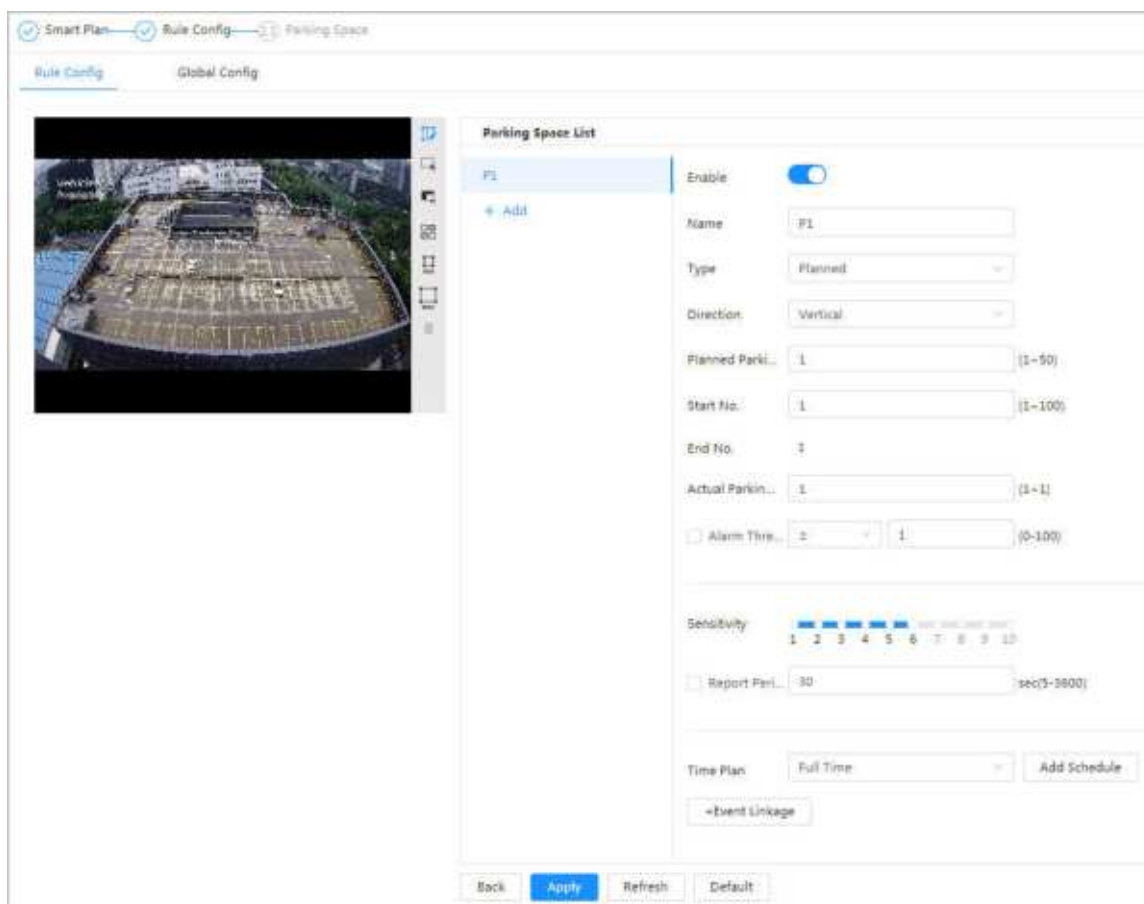 Smart Plan Rule Config Parking Space
Rule Config Global Config
Parking Space List
P1
+ Add
Enable
Name P1
Type Planned
Direction Vertical
Planned Parki... 1 (1~50)
Start No. 1 (1~100)
End No. 1
Actual Parkin... 1 (1~1)
Alarm Thre... 1 (0-100)
Sensitivity
1 2 3 4 5 6 7 8 9 10
Report Peri... 30 sec(5-3600)
Time Plan Full Time Add Schedule
+Event Linkage
Back Apply Refresh Default